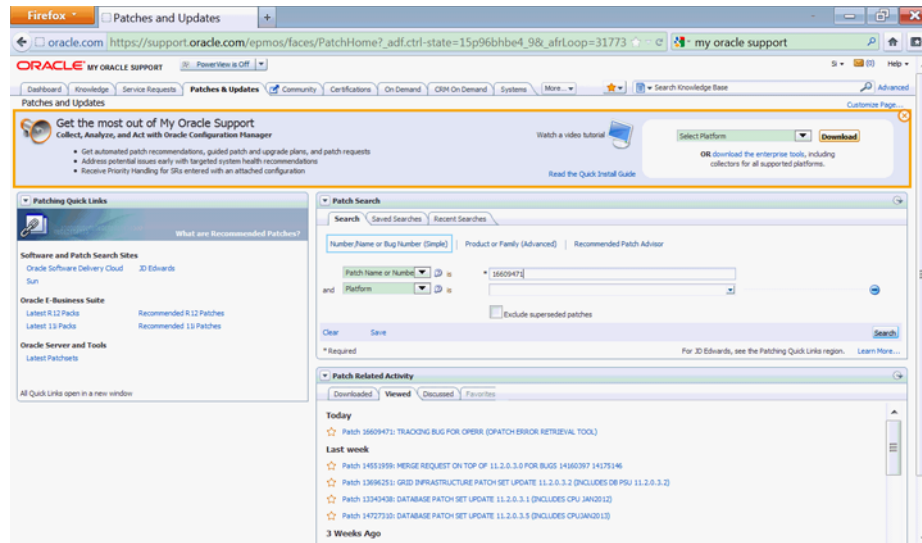 Firefox
Patches and Updates
+
oracle.com https://support.oracle.com/epmos/faces/PatchHome?_adf.ctrl-state=15p96bhbe4_9&_afrLoop=31773
my oracle support
ORACLE MY ORACLE SUPPORT
PowerView is Off
Si
(0)
Help
Dashboard
Knowledge
Service Requests
Patches & Updates
Community
Certifications
On Demand
CRM On Demand
Systems
More...
Search Knowledge Base
Advanced
Patches and Updates
Customize Page...
Get the most out of My Oracle Support
Collect, Analyze, and Act with Oracle Configuration Manager
Get automated patch recommendations, guided patch and upgrade plans, and patch requests
Address potential issues early with targeted system health recommendations
Receive Priority Handling for SRs entered with an attached configuration
Watch a video tutorial
Read the Quick Install Guide
Select Platform
Download
OR download the enterprise tools, including
collectors for all supported platforms.
Patching Quick Links
What are Recommended Patches?
Software and Patch Search Sites
Oracle Software Delivery Cloud
JD Edwards
Sun
Oracle E-Business Suite
Latest R12 Packs
Recommended R12 Patches
Latest 11i Packs
Recommended 11i Patches
Oracle Server and Tools
Latest Patchsets
All Quick Links open in a new window
Patch Search
Search
Saved Searches
Recent Searches
Number/Name or Bug Number (Simple)
Product or Family (Advanced)
Recommended Patch Advisor
Patch Name or Numbe
is
* 16609471
and
Platform
is
Exclude superseded patches
Clear
Save
Search
* Required
For JD Edwards, see the Patching Quick Links region.
Learn More...
Patch Related Activity
Downloaded
Viewed
Discussed
Favorites
Today
Patch 16609471: TRACKING BUG FOR OPERR (OPATCH ERROR RETRIEVAL TOOL)
Last week
Patch 14551959: MERGE REQUEST ON TOP OF 11.2.0.3.0 FOR BUGS 14160397 14175146
Patch 13696251: GRID INFRASTRUCTURE PATCH SET UPDATE 11.2.0.3.2 (INCLUDES DB PSU 11.2.0.3.2)
Patch 13343438: DATABASE PATCH SET UPDATE 11.2.0.3.1 (INCLUDES CPU JAN2012)
Patch 14727310: DATABASE PATCH SET UPDATE 11.2.0.3.5 (INCLUDES CPUJAN2013)
3 Weeks Ago